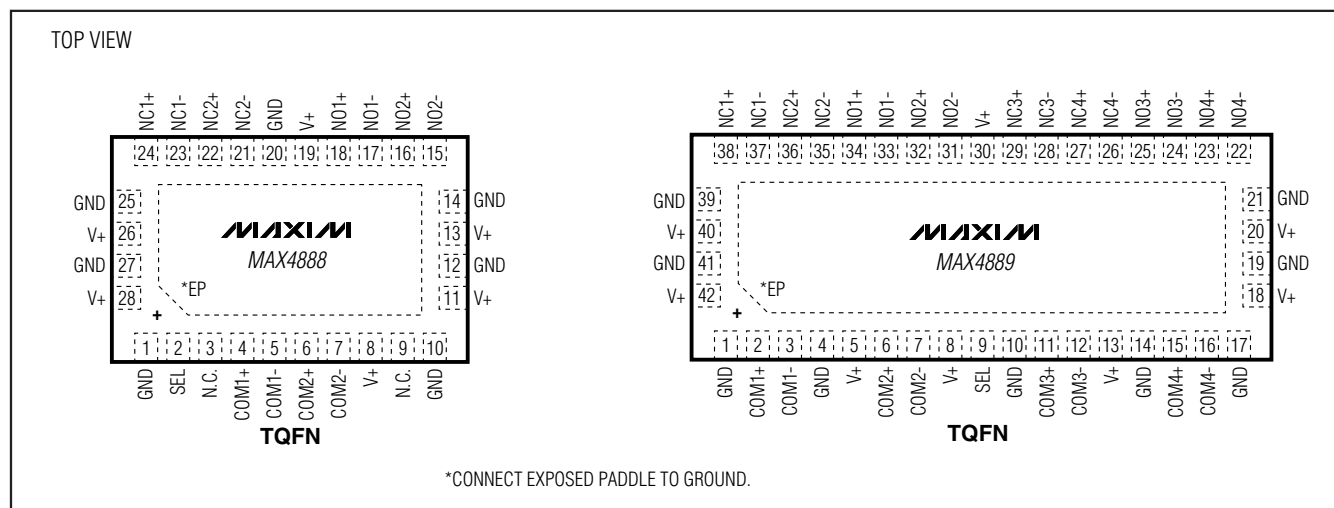 TOP VIEW
NC1+ NC1- NC2+ NC2- GND V+ NO1+ NO1- NO2+ NO2-
24 23 22 21 20 19 18 17 16 15
GND 25 14 GND
V+ 26 13 V+
GND 27 12 GND
V+ 28 11 V+
MAXIM
MAX4888
*EP
+
1 2 3 4 5 6 7 8 9 10
GND SEL N.C. COM1+ COM1- COM2+ COM2- V+ N.C. GND
TQFN
NC1+ NC1- NC2+ NC2- NO1+ NO1- NO2+ NO2- V+ NC3+ NC3- NC4+ NC4- NO3+ NO3- NO4+ NO4-
38 37 36 35 34 33 32 31 30 29 28 27 26 25 24 23 22
GND 39 21 GND
V+ 40 20 V+
GND 41 19 GND
V+ 42 18 V+
MAXIM
MAX4889
*EP
+
1 2 3 4 5 6 7 8 9 10 11 12 13 14 15 16 17
GND COM1+ COM1- GND V+ COM2+ COM2- V+ SEL GND COM3+ COM3- V+ GND COM4+ COM4- GND
TQFN
*CONNECT EXPOSED PADDLE TO GROUND.